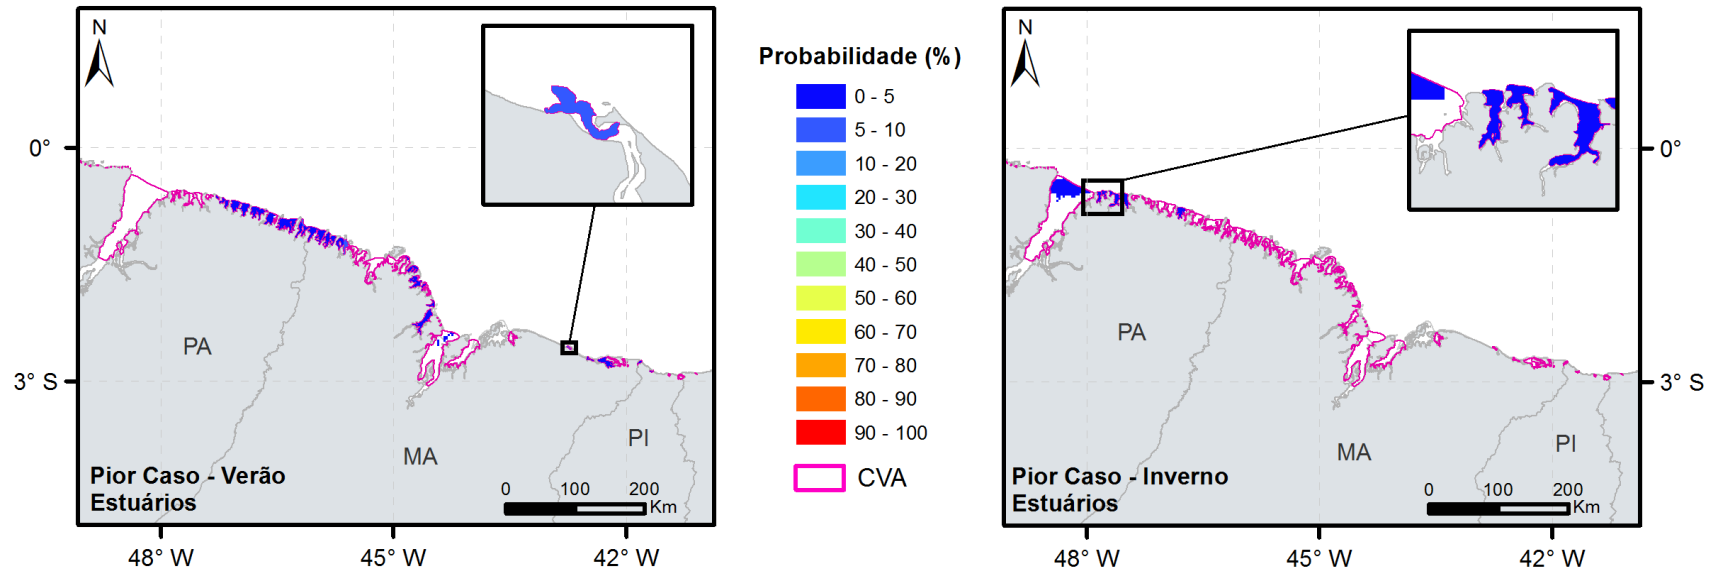 N
0°
3° S
PA
MA
PI
Pior Caso - Verão
Estuários
0 100 200
Km
48° W 45° W 42° W
Probabilidade (%)
0 - 5
5 - 10
10 - 20
20 - 30
30 - 40
40 - 50
50 - 60
60 - 70
70 - 80
80 - 90
90 - 100
CVA
N
0°
3° S
PA
MA
PI
Pior Caso - Inverno
Estuários
0 100 200
Km
48° W 45° W 42° W